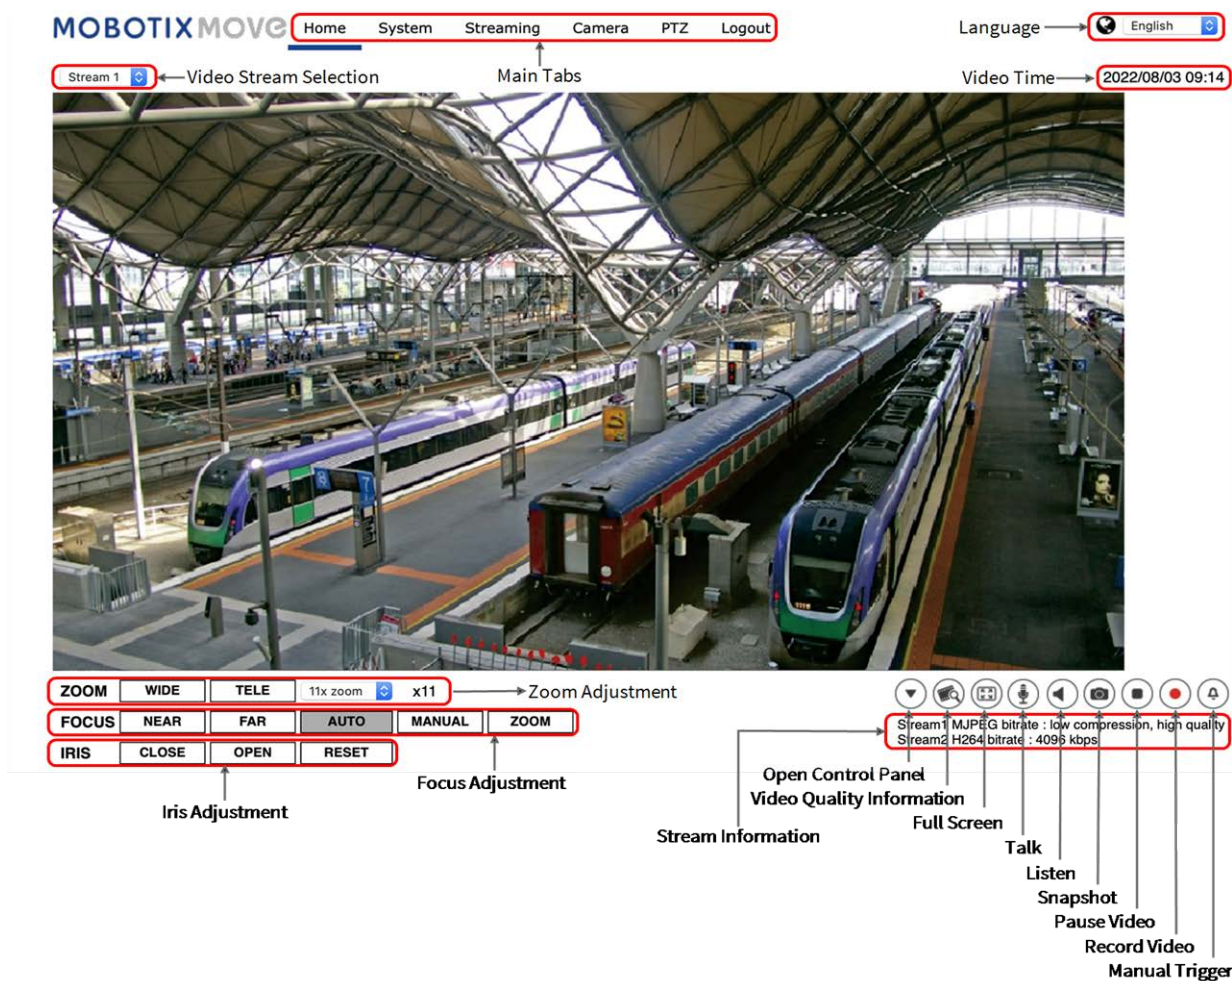 MOBOTIX MOVE Home System Streaming Camera PTZ Logout Language English
Stream 1 Video Stream Selection Main Tabs Video Time 2022/08/03 09:14
ZOOM WIDE TELE 11x zoom x11 Zoom Adjustment
FOCUS NEAR FAR AUTO MANUAL ZOOM
Stream1 MJPEG bitrate : low compression, high quality
Stream2 H264 bitrate : 4096 kbps
IRIS CLOSE OPEN RESET
Focus Adjustment
Iris Adjustment
Open Control Panel
Video Quality Information
Full Screen
Stream Information
Talk
Listen
Snapshot
Pause Video
Record Video
Manual Trigger